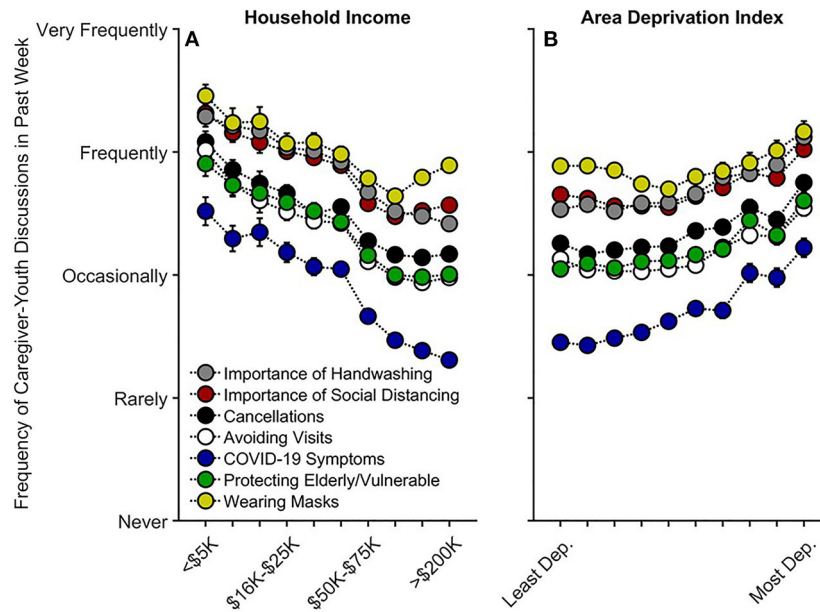 Household Income
Area Deprivation Index
A
B
Frequency of Caregiver-Youth Discussions in Past Week
Very Frequently
Frequently
Occasionally
Rarely
Never
Importance of Handwashing
Importance of Social Distancing
Cancellations
Avoiding Visits
COVID-19 Symptoms
Protecting Elderly/Vulnerable
Wearing Masks
<$5K
$16K-$25K
$50K-$75K
>$200K
Least Dep.
Most Dep.